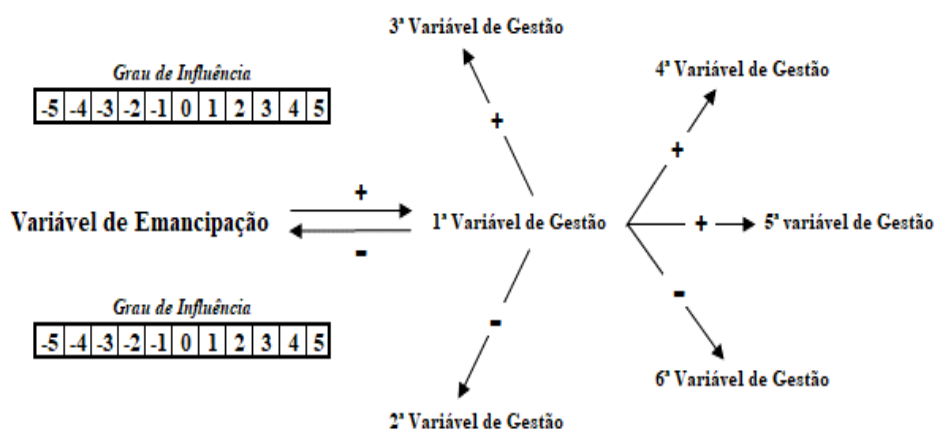 3ª Variável de Gestão
Grau de Influência
4ª Variável de Gestão
-5 -4 -3 -2 -1 0 1 2 3 4 5
+
+
+
Variável de Emancipação
1ª Variável de Gestão
+
5ª variável de Gestão
-
-
Grau de Influência
-
-5 -4 -3 -2 -1 0 1 2 3 4 5
6ª Variável de Gestão
2ª Variável de Gestão